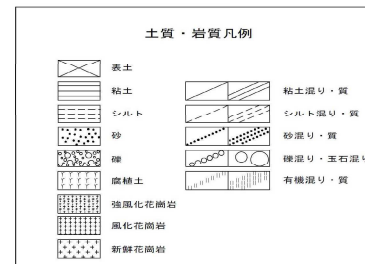 土質・岩質凡例
表土
粘土
粘土混り・質
シルト
シルト混り・質
砂
砂混り・質
礫
礫混り・玉石混り
腐植土
有機混り・質
強風化花崗岩
風化花崗岩
新鮮花崗岩